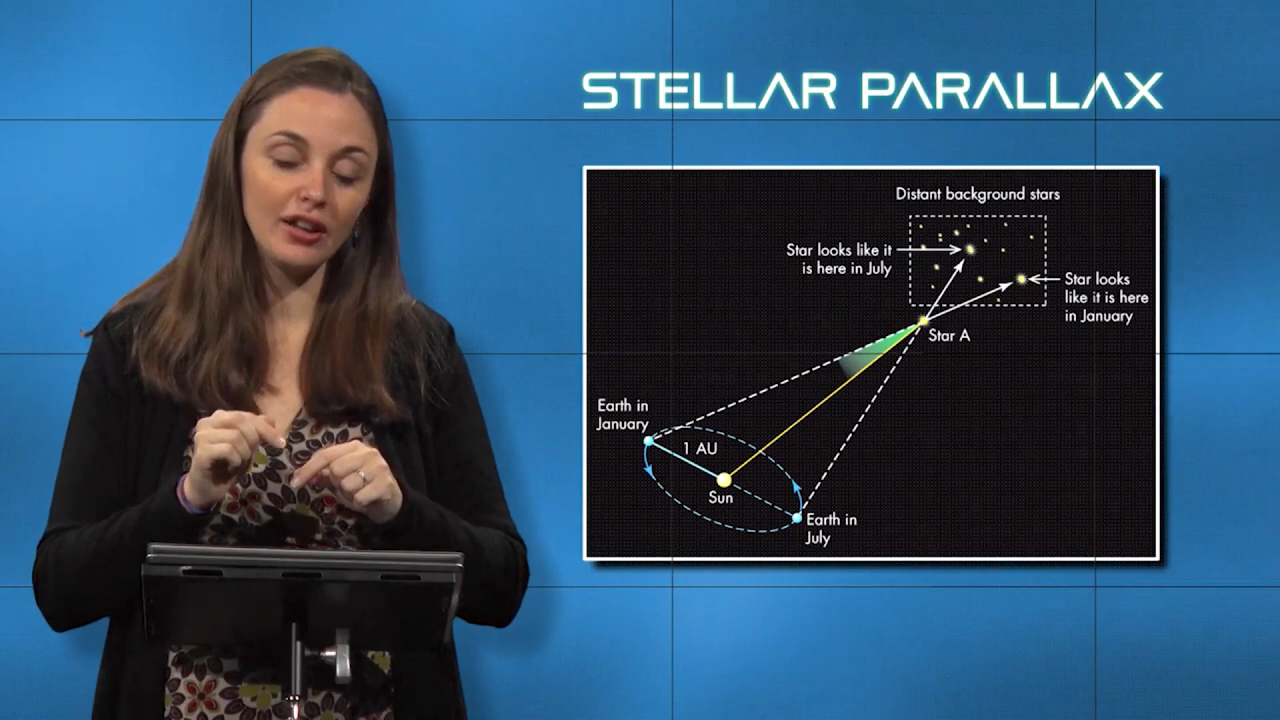 STELLAR PARALLAX
Distant background stars
Star looks like it
is here in July
Star looks
like it is here
in January
Star A
Earth in
January
1 AU
Sun
Earth in
July